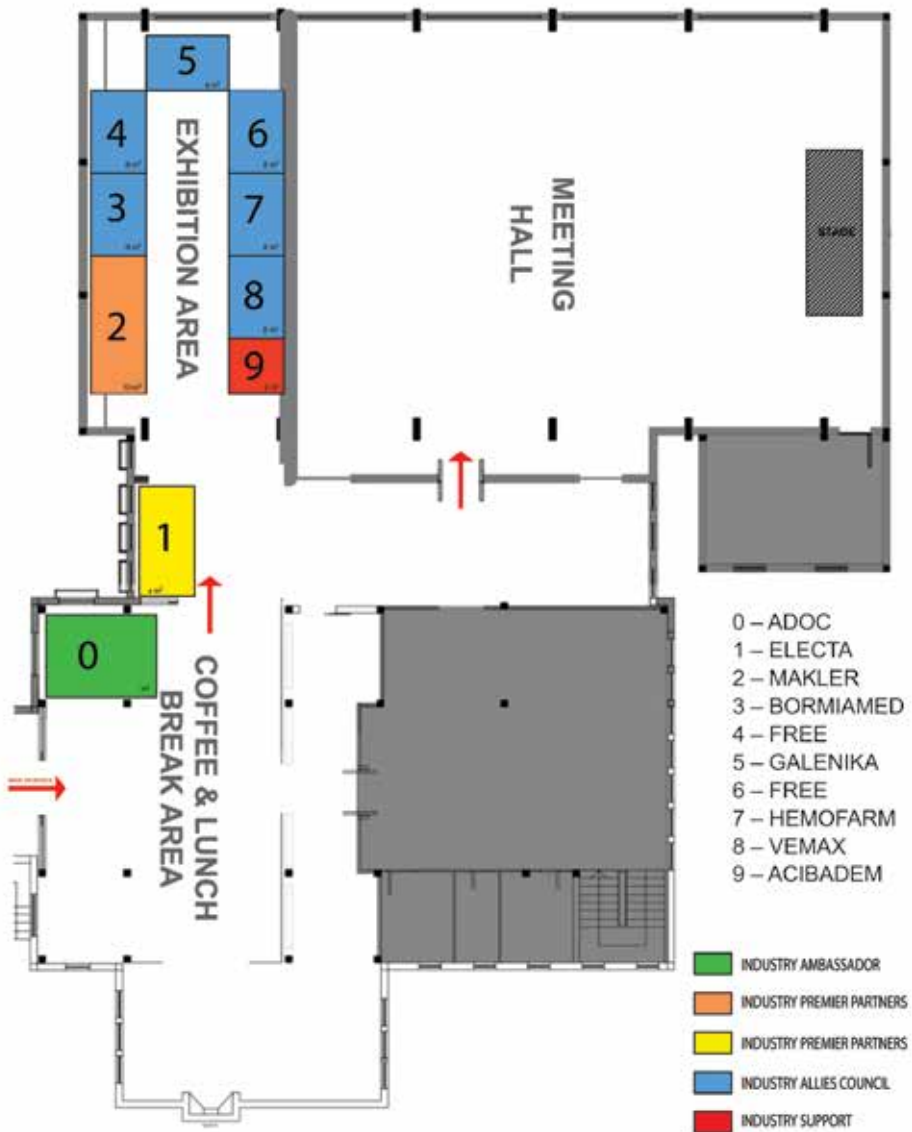 5
4
6
3
7
2
8
9
EXHIBITION AREA
MEETING
HALL
STAGE
1
0
COFFEE & LUNCH
BREAK AREA
0 – ADOC
1 – ELECTA
2 – MAKLER
3 – BORMIAMED
4 – FREE
5 – GALENIKA
6 – FREE
7 – HEMOFARM
8 – VEMAX
9 – ACIBADEM
INDUSTRY AMBASSADOR
INDUSTRY PREMIER PARTNERS
INDUSTRY PREMIER PARTNERS
INDUSTRY ALLIES COUNCIL
INDUSTRY SUPPORT